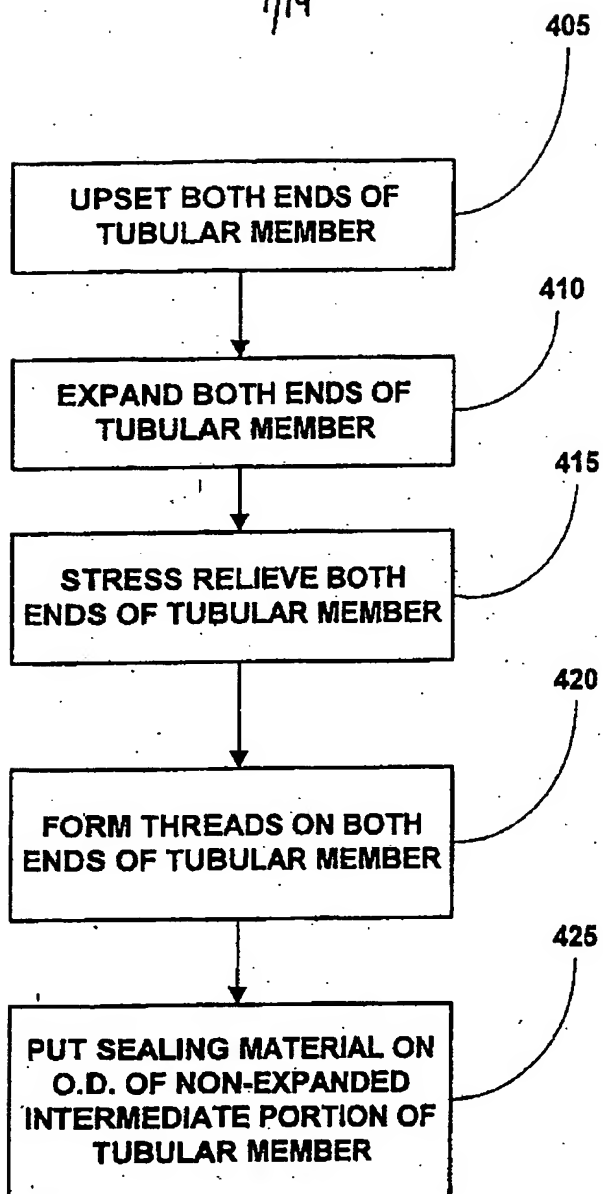 405
UPSET BOTH ENDS OF
TUBULAR MEMBER
410
EXPAND BOTH ENDS OF
TUBULAR MEMBER
415
STRESS RELIEVE BOTH
ENDS OF TUBULAR MEMBER
420
FORM THREADS ON BOTH
ENDS OF TUBULAR MEMBER
425
PUT SEALING MATERIAL ON
O.D. OF NON-EXPANDED
INTERMEDIATE PORTION OF
TUBULAR MEMBER